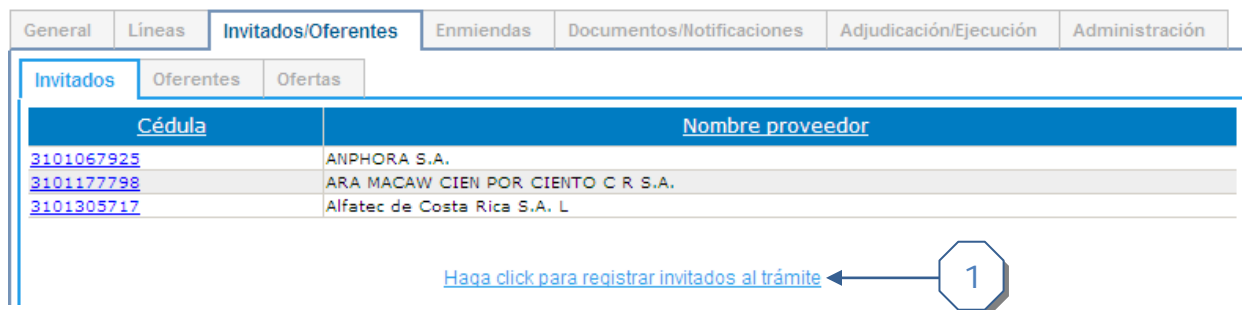 General Líneas Invitados/Oferentes Enmiendas Documentos/Notificaciones Adjudicación/Ejecución Administración
Invitados Oferentes Ofertas
Cédula Nombre proveedor
3101067925 ANPHORA S.A.
3101177798 ARA MACAW CIEN POR CIENTO C R S.A.
3101305717 Alfatec de Costa Rica S.A. L
Haga click para registrar invitados al trámite 1